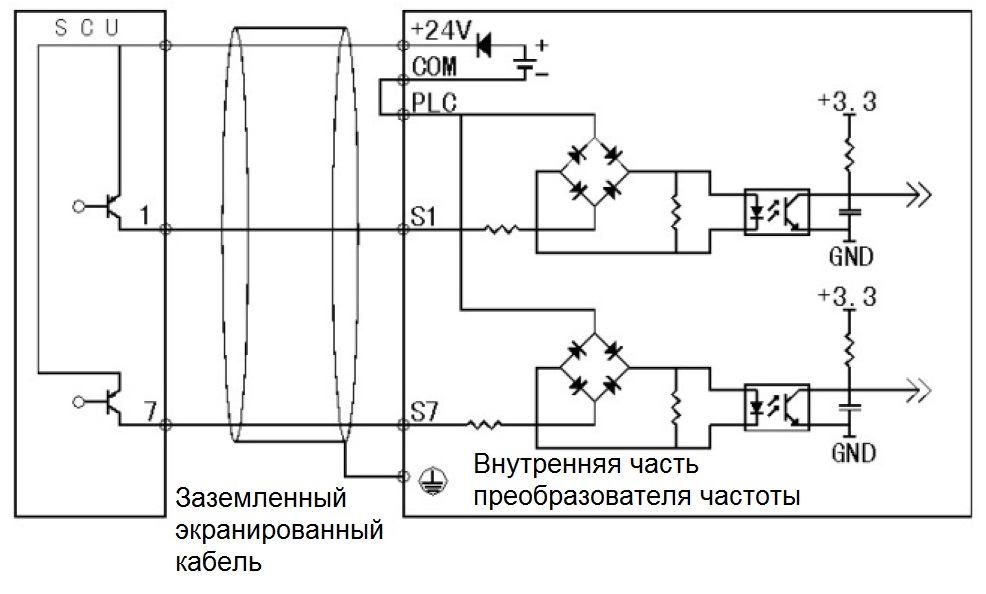 SCU
+24V
+
COM
−
PLC
+3.3
1
S1
GND
+3.3
7
S7
GND
Внутренняя часть
преобразователя частоты
Заземленный
экранированный
кабель